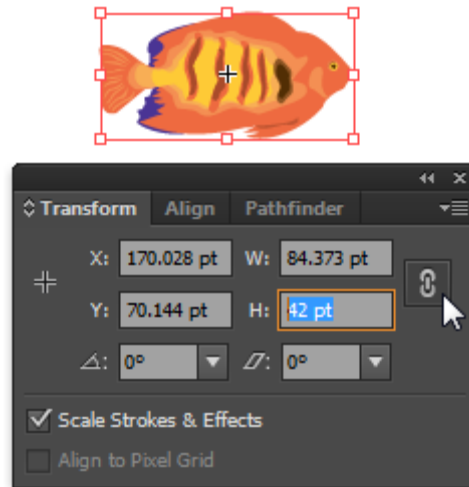 Transform Align Pathfinder
X: 170.028 pt W: 84.373 pt
Y: 70.144 pt H: 42 pt
0° 0°
Scale Strokes & Effects
Align to Pixel Grid